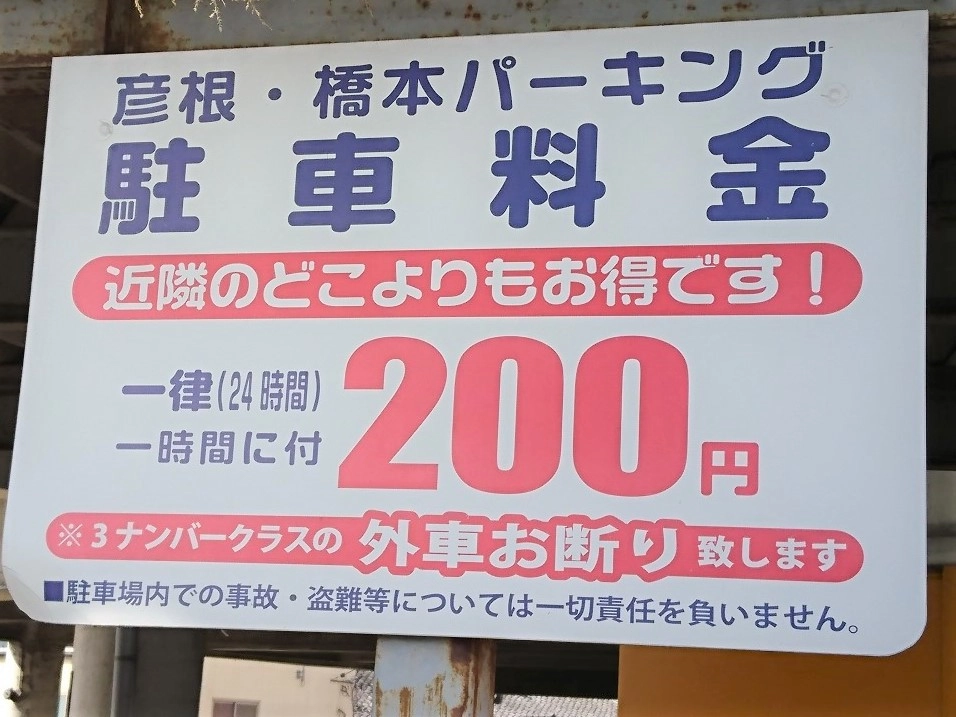 彦根・橋本パーキング
駐車料金
近隣のどこよりもお得です！
一律(24時間)
一時間に付
200円
※3ナンバークラスの外車お断り致します
■駐車場内での事故・盗難等については一切責任を負いません。